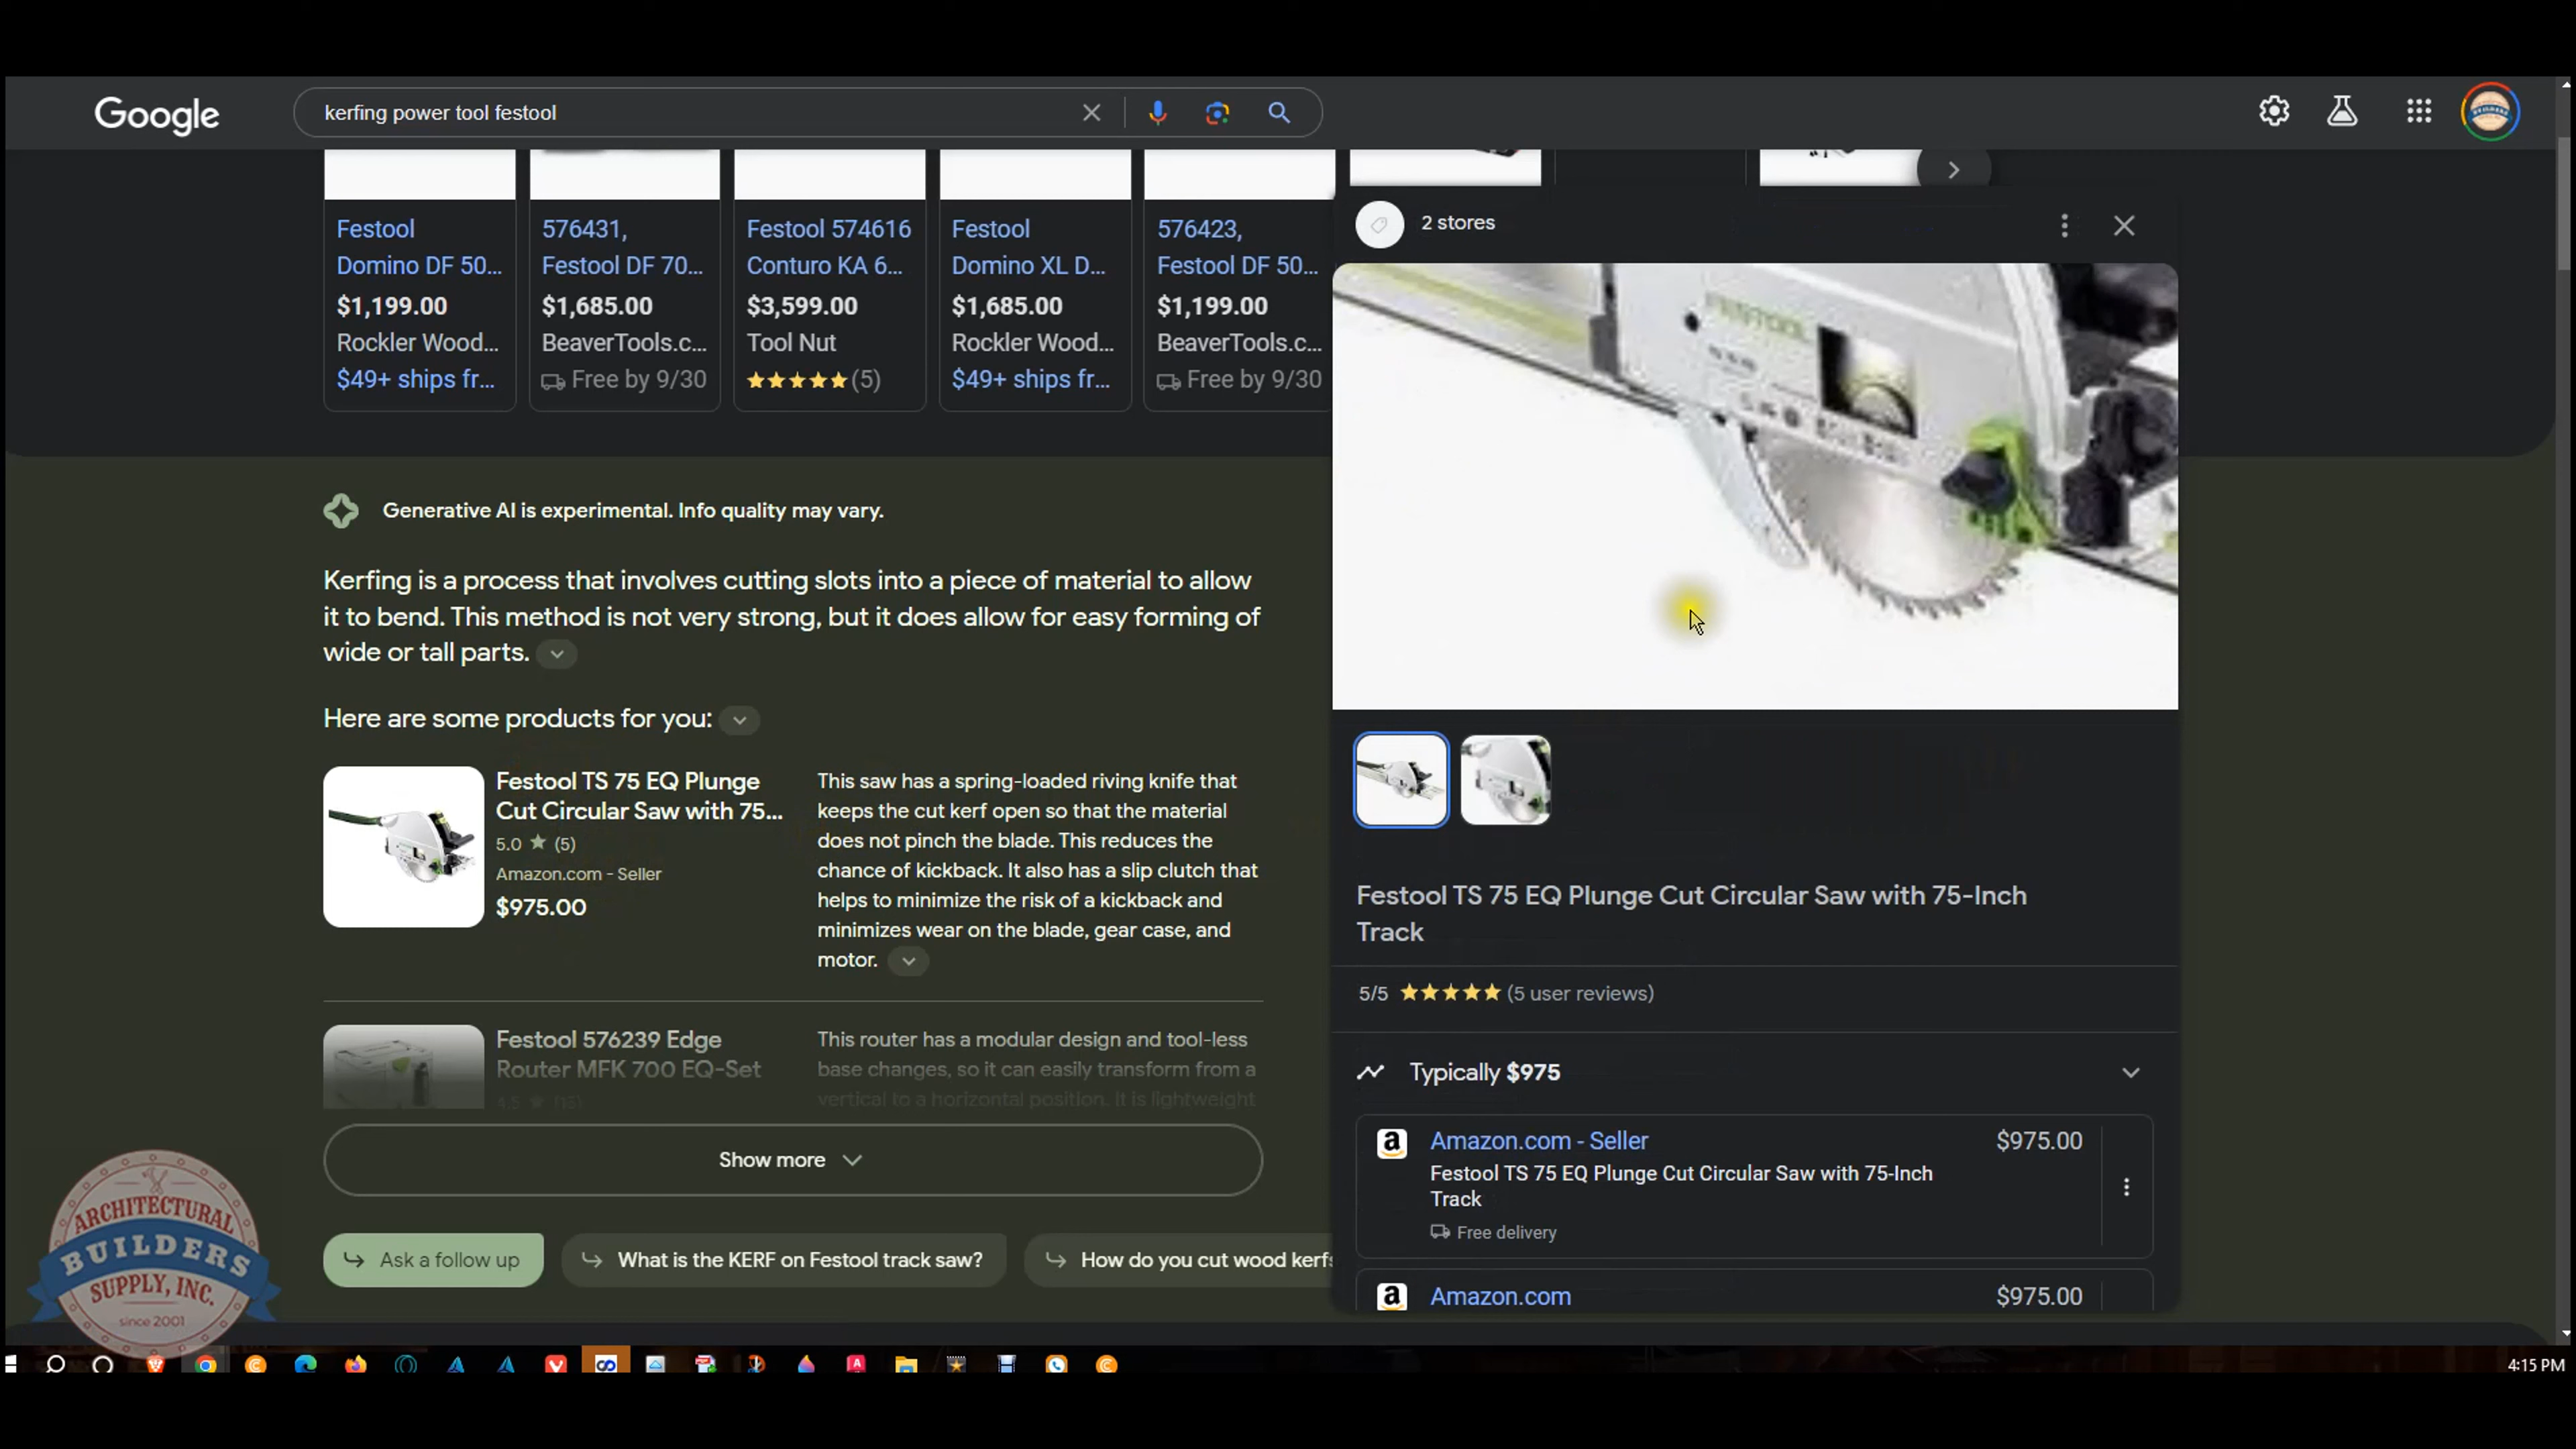 Google
kerfing power tool festool
Festool
Domino DF 50...
$1,199.00
Rockler Wood...
$49+ ships fr...
576431,
Festool DF 70...
$1,685.00
BeaverTools.c...
Free by 9/30
Festool 574616
Conturo KA 6...
$3,599.00
Tool Nut
(5)
Festool
Domino XL D...
$1,685.00
Rockler Wood...
$49+ ships fr...
576423,
Festool DF 50...
$1,199.00
BeaverTools.c...
Free by 9/30
Generative AI is experimental. Info quality may vary.
Kerfing is a process that involves cutting slots into a piece of material to allow
it to bend. This method is not very strong, but it does allow for easy forming of
wide or tall parts.
Here are some products for you:
Festool TS 75 EQ Plunge
Cut Circular Saw with 75...
5.0 ★ (5)
Amazon.com - Seller
$975.00
This saw has a spring-loaded riving knife that
keeps the cut kerf open so that the material
does not pinch the blade. This reduces the
chance of kickback. It also has a slip clutch that
helps to minimize the risk of a kickback and
minimizes wear on the blade, gear case, and
motor.
Festool 576239 Edge
Router MFK 700 EQ-Set
4.5 ★ (15)
This router has a modular design and tool-less
base changes, so it can easily transform from a
vertical to a horizontal position. It is lightweight
Show more
Ask a follow up
What is the KERF on Festool track saw?
How do you cut wood kerfs
2 stores
FESTOOL
Festool TS 75 EQ Plunge Cut Circular Saw with 75-Inch
Track
5/5 ★★★★★ (5 user reviews)
Typically $975
Amazon.com - Seller
$975.00
Festool TS 75 EQ Plunge Cut Circular Saw with 75-Inch
Track
Free delivery
Amazon.com
$975.00
ARCHITECTURAL
BUILDERS
SUPPLY, INC.
since 2001
4:15 PM